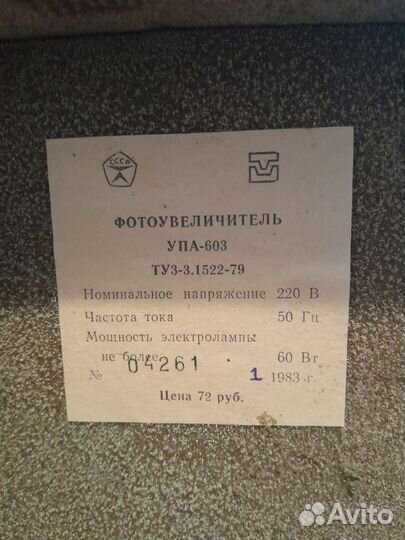 СССР
ФОТОУВЕЛИЧИТЕЛЬ
УПА-603
ТУ3-3.1522-79
Номинальное напряжение 220 В
Частота тока 50 Гц
Мощность электролампы
не более 60 Вт
№ 04261 1 1983 г.
Цена 72 руб.
Avito